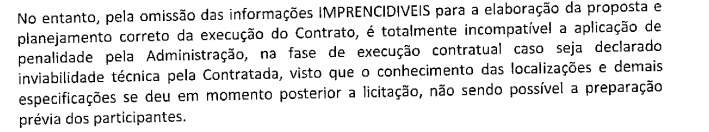 No entanto, pela omissão das informações IMPRENCIDIVEIS para a elaboração da proposta e
planejamento correto da execução do Contrato, é totalmente incompatível a aplicação de
penalidade pela Administração, na fase de execução contratual caso seja declarado
inviabilidade técnica pela Contratada, visto que o conhecimento das localizações e demais
especificações se deu em momento posterior a licitação, não sendo possível a preparação
prévia dos participantes.